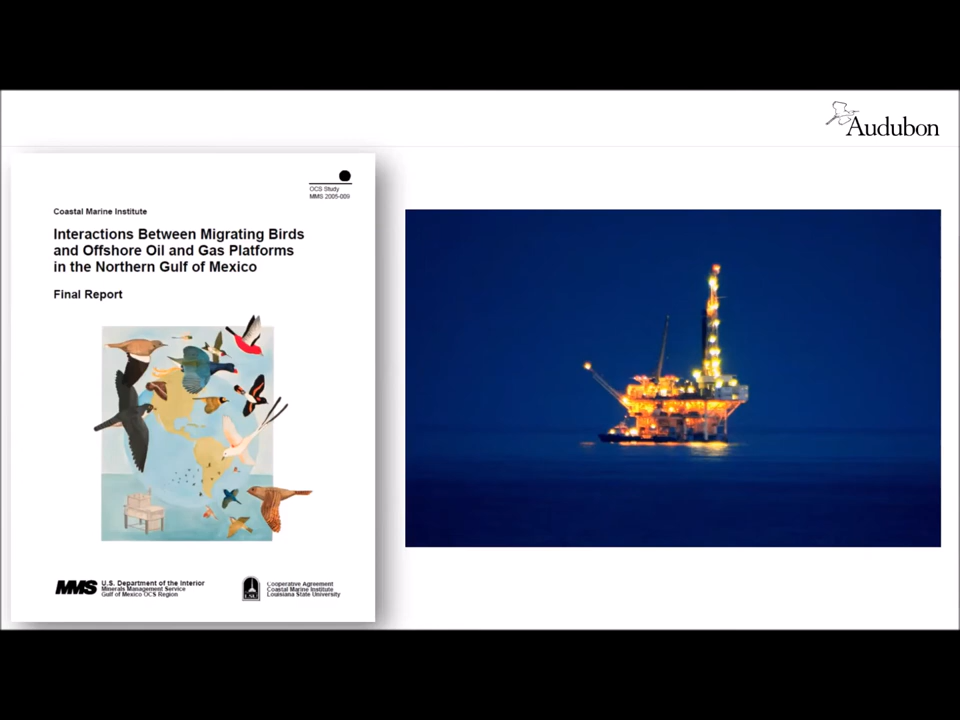 Audubon
OCS Study
MMS 2005-009
Coastal Marine Institute
Interactions Between Migrating Birds
and Offshore Oil and Gas Platforms
in the Northern Gulf of Mexico
Final Report
MMS
U.S. Department of the Interior
Minerals Management Service
Gulf of Mexico OCS Region
LSU
Cooperative Agreement
Coastal Marine Institute
Louisiana State University